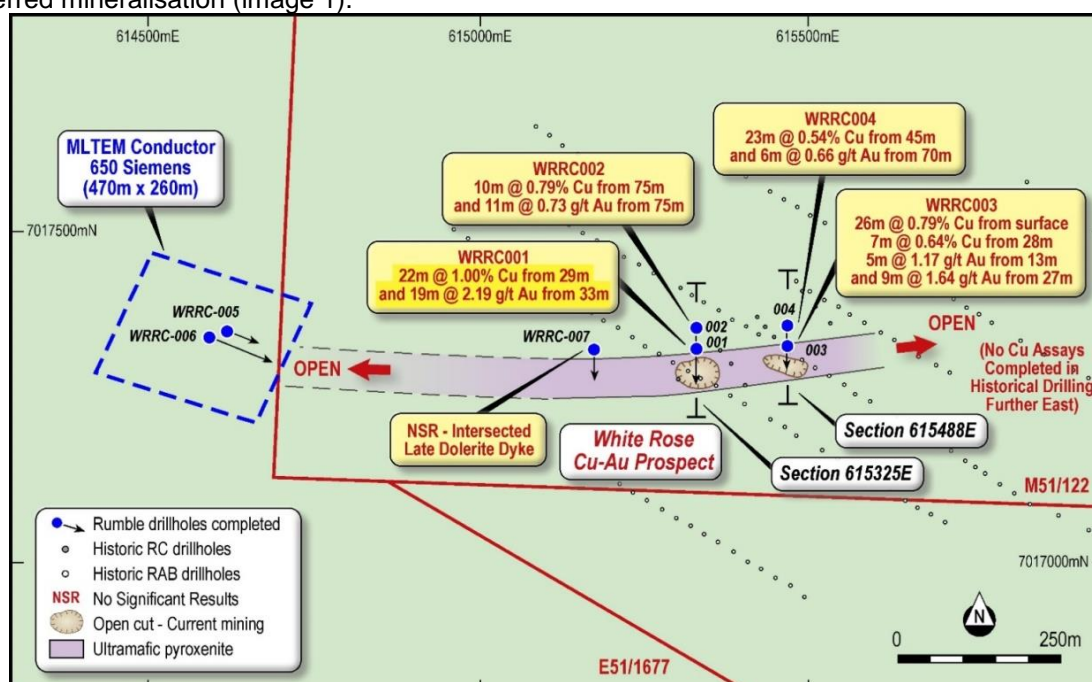 erred mineralisation (image 1).
614500mE
615000mE
615500mE
MLTEM Conductor
650 Siemens
(470m x 260m)
WRRC002
10m @ 0.79% Cu from 75m
and 11m @ 0.73 g/t Au from 75m
WRRC004
23m @ 0.54% Cu from 45m
and 6m @ 0.66 g/t Au from 70m
7017500mN
WRRC001
22m @ 1.00% Cu from 29m
and 19m @ 2.19 g/t Au from 33m
WRRC003
26m @ 0.79% Cu from surface
7m @ 0.64% Cu from 28m
5m @ 1.17 g/t Au from 13m
and 9m @ 1.64 g/t Au from 27m
WRRC-005
WRRC-006
WRRC-007
002
001
004
003
OPEN
OPEN
(No Cu Assays
Completed in
Historical Drilling
Further East)
NSR - Intersected
Late Dolerite Dyke
White Rose
Cu-Au Prospect
Section 615488E
Section 615325E
M51/122
Rumble drillholes completed
Historic RC drillholes
Historic RAB drillholes
NSR No Significant Results
Open cut - Current mining
Ultramafic pyroxenite
7017000mN
N
0 250m
E51/1677